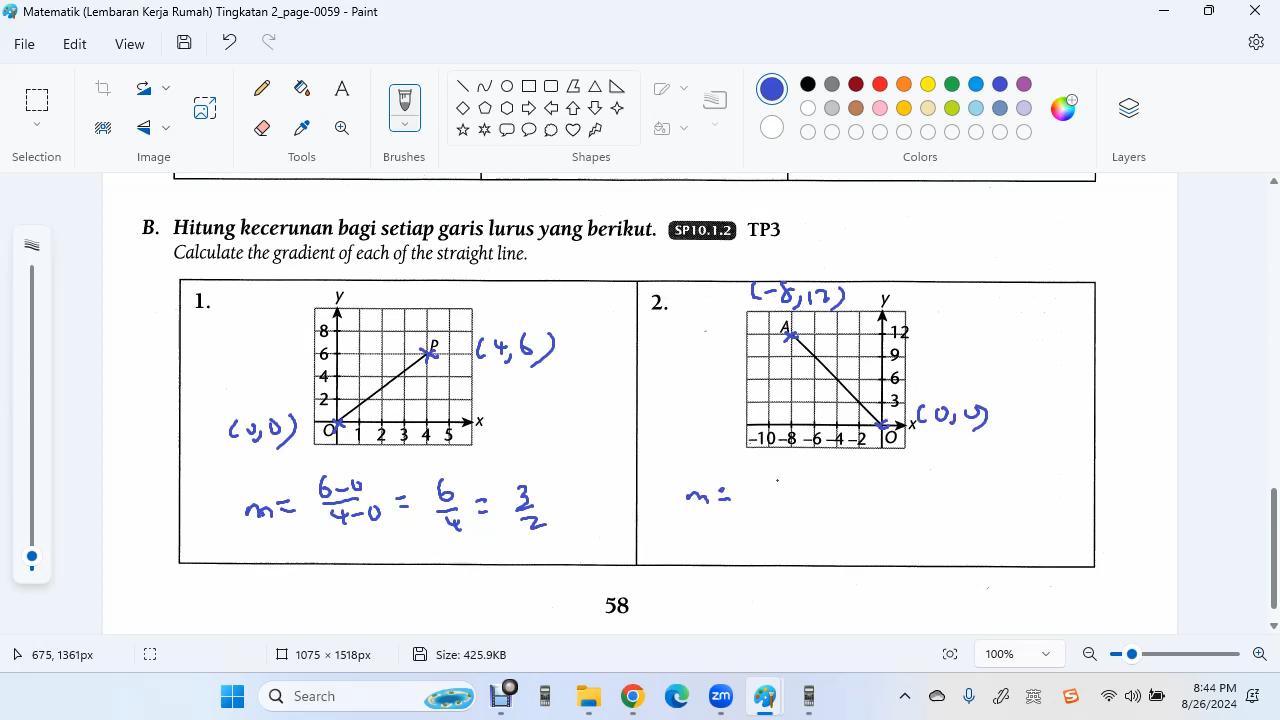 Matematik (Lembaran Kerja Rumah) Tingkatan 2_page-0059 - Paint
File Edit View
Selection Image Tools Brushes Shapes Colors Layers
B. Hitung kecerunan bagi setiap garis lurus yang berikut. SP10.1.2 TP3
Calculate the gradient of each of the straight line.
1.
y
8
6
4
2
O 1 2 3 4 5 x
P
(4,6)
(0,0)
m = 6-0/4-0 = 6/4 = 3/2
2.
(-8,12)
y
A
12
9
6
3
-10 -8 -6 -4 -2 O x
(0,0)
m =
58
675, 1361px 1075 × 1518px Size: 425.9KB 100%
Search zm 英 S 8:44 PM
8/26/2024